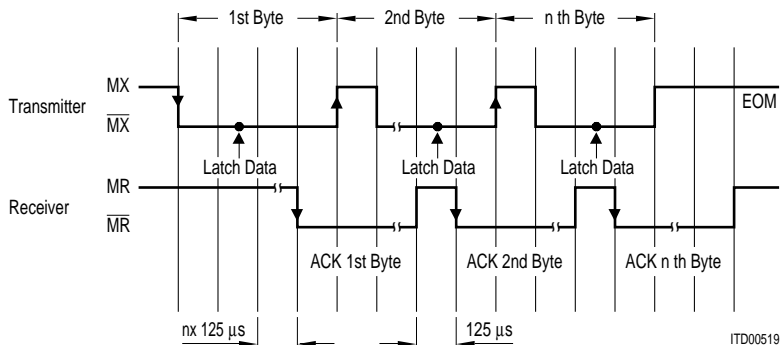 1st Byte 2nd Byte n th Byte
Transmitter MX EOM
MX
Latch Data Latch Data Latch Data
Receiver MR
MR
ACK 1st Byte ACK 2nd Byte ACK n th Byte
nx 125 µs 125 µs
ITD00519